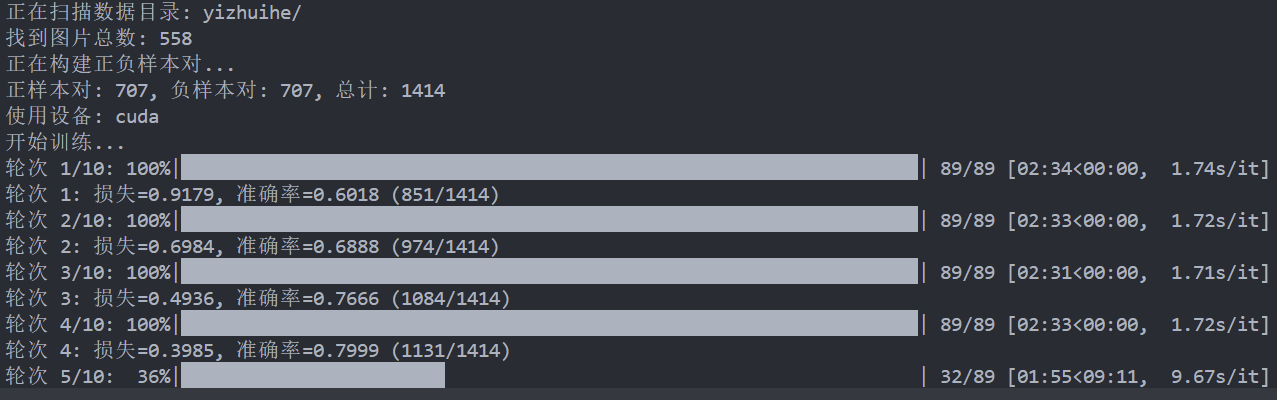 正在扫描数据目录: yizhuihe/
找到图片总数: 558
正在构建正负样本对...
正样本对: 707, 负样本对: 707, 总计: 1414
使用设备: cuda
开始训练...
轮次 1/10: 100%|██████████| 89/89 [02:34<00:00,  1.74s/it]
轮次 1: 损失=0.9179, 准确率=0.6018 (851/1414)
轮次 2/10: 100%|██████████| 89/89 [02:33<00:00,  1.72s/it]
轮次 2: 损失=0.6984, 准确率=0.6888 (974/1414)
轮次 3/10: 100%|██████████| 89/89 [02:31<00:00,  1.71s/it]
轮次 3: 损失=0.4936, 准确率=0.7666 (1084/1414)
轮次 4/10: 100%|██████████| 89/89 [02:33<00:00,  1.72s/it]
轮次 4: 损失=0.3985, 准确率=0.7999 (1131/1414)
轮次 5/10:  36%|███▌      | 32/89 [01:55<09:11,  9.67s/it]